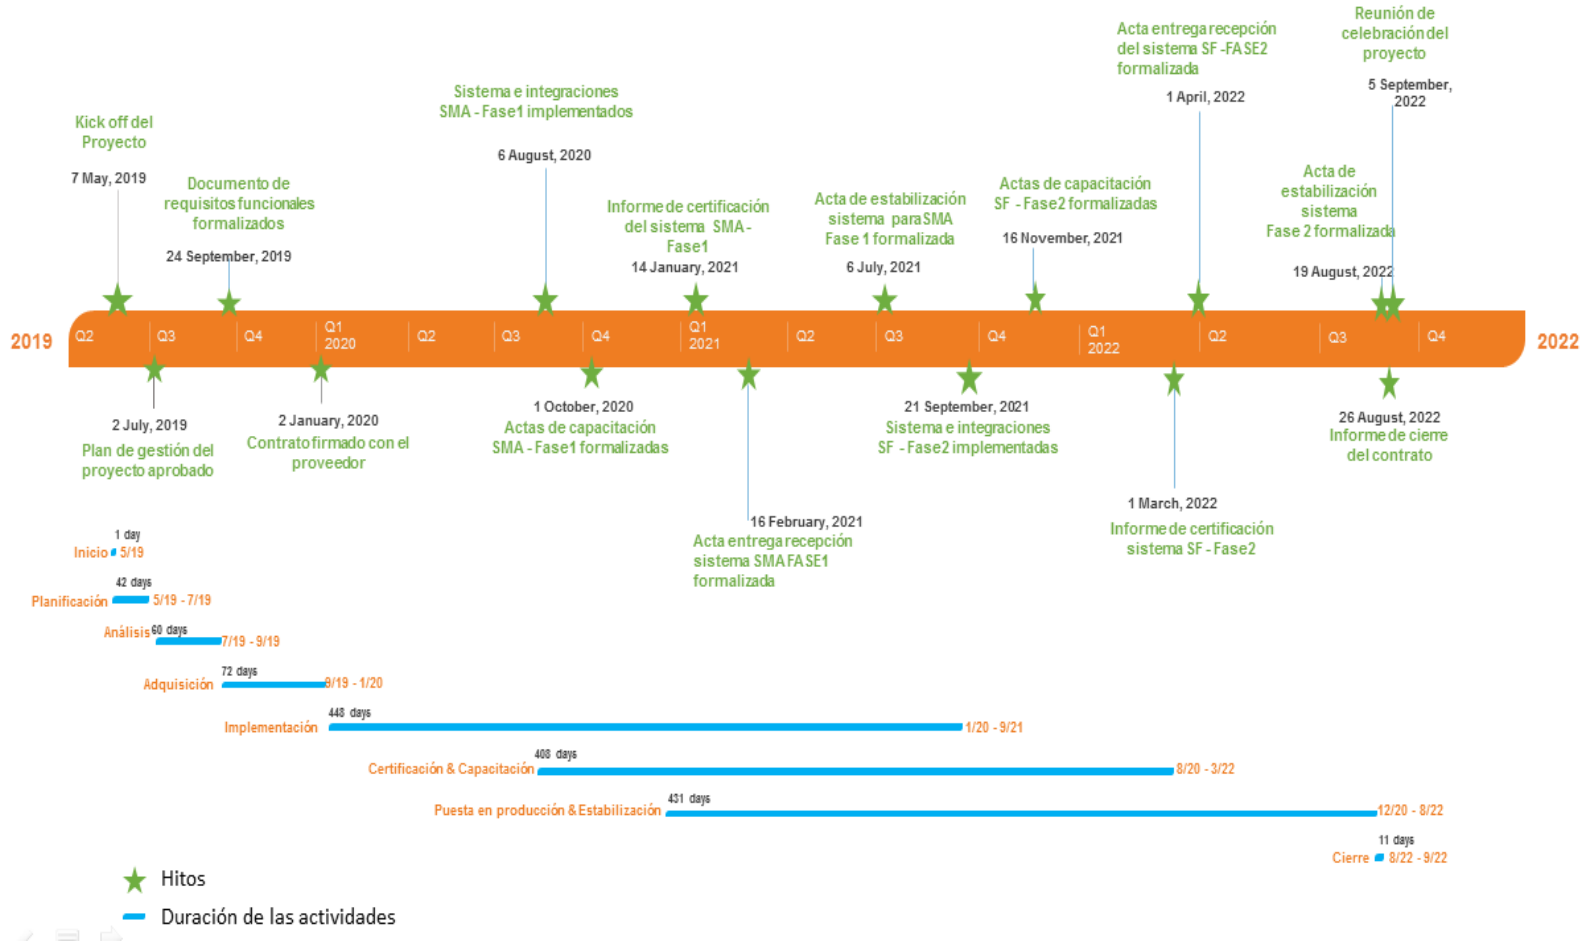 Kick off del
Proyecto
7 May, 2019
Documento de
requisitos funcionales
formalizados
24 September, 2019
Sistema e integraciones
SMA - Fase1 implementados
6 August, 2020
Informe de certificación
del sistema SMA -
Fase1
14 January, 2021
Acta de estabilización
sistema para SMA
Fase 1 formalizada
6 July, 2021
Actas de capacitación
SF - Fase2 formalizadas
16 November, 2021
Acta entrega recepción
del sistema SF -FASE2
formalizada
1 April, 2022
Acta de
estabilización
sistema
Fase 2 formalizada
19 August, 2022
Reunión de
celebración del
proyecto
5 September,
2022
2019
Q2
Q3
Q4
Q1
2020
Q2
Q3
Q4
Q1
2021
Q2
Q3
Q4
Q1
2022
Q2
Q3
Q4
2022
2 July, 2019
Plan de gestión del
proyecto aprobado
2 January, 2020
Contrato firmado con el
proveedor
1 October, 2020
Actas de capacitación
SMA - Fase1 formalizadas
16 February, 2021
Acta entrega recepción
sistema SMA FASE1
formalizada
21 September, 2021
Sistema e integraciones
SF - Fase2 implementadas
1 March, 2022
Informe de certificación
sistema SF - Fase2
26 August, 2022
Informe de cierre
del contrato
1 day
Inicio 5/19
42 days
Planificación 5/19 - 7/19
Análisis 60 days
7/19 - 9/19
72 days
Adquisición 9/19 - 1/20
448 days
Implementación 1/20 - 9/21
408 days
Certificación & Capacitación 8/20 - 3/22
431 days
Puesta en producción & Estabilización 12/20 - 8/22
11 days
Cierre 8/22 - 9/22
Hitos
Duración de las actividades